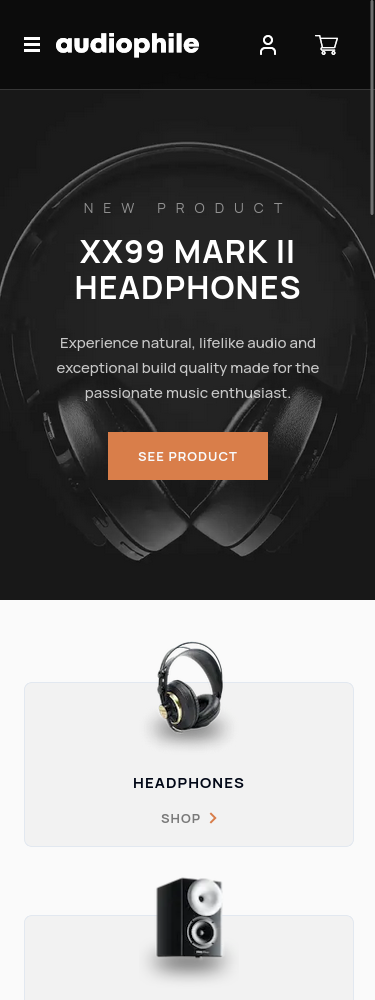 audiophile
NEW PRODUCT
XX99 MARK II
HEADPHONES
Experience natural, lifelike audio and
exceptional build quality made for the
passionate music enthusiast.
SEE PRODUCT
HEADPHONES
SHOP